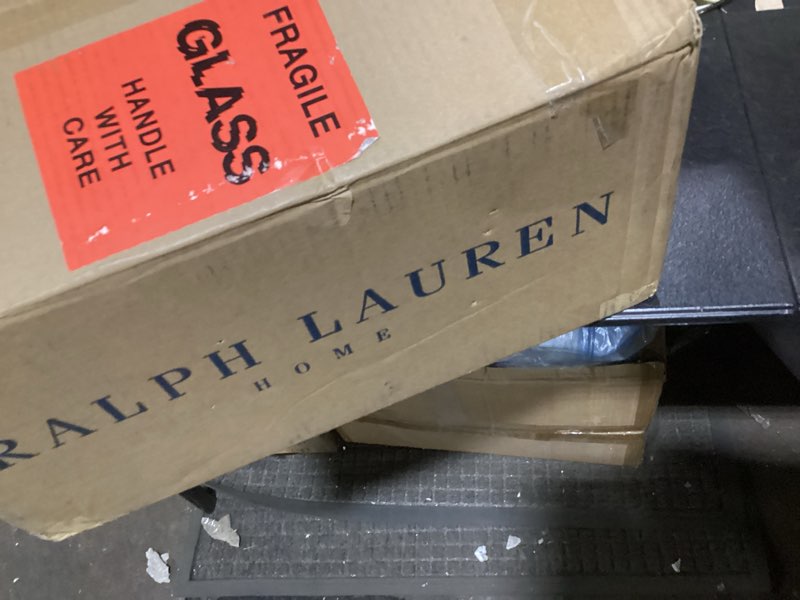 FRAGILE
GLASS
HANDLE
WITH
CARE
RALPH LAUREN
HOME